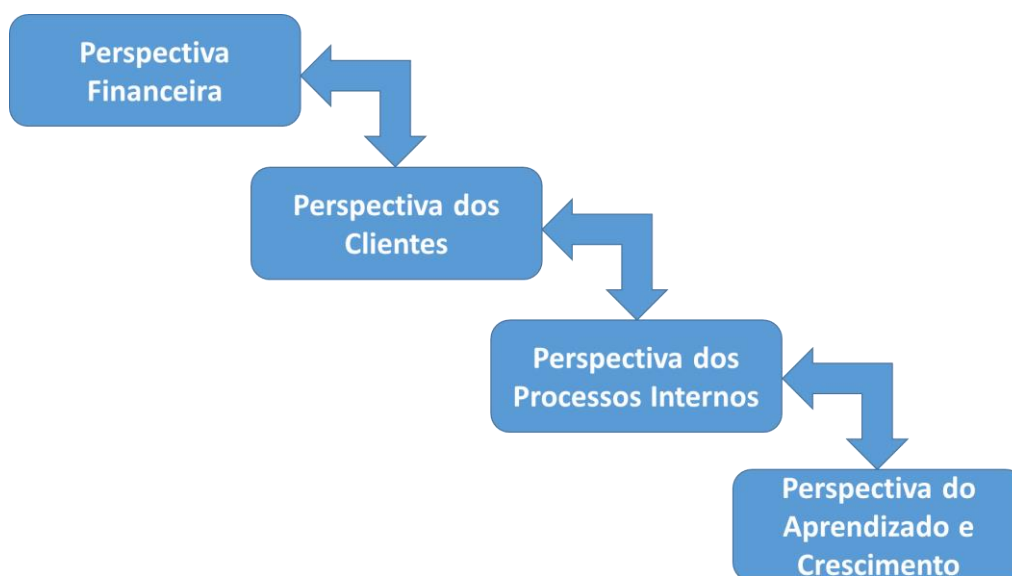 Perspectiva
Financeira
Perspectiva dos
Clientes
Perspectiva dos
Processos Internos
Perspectiva do
Aprendizado e
Crescimento